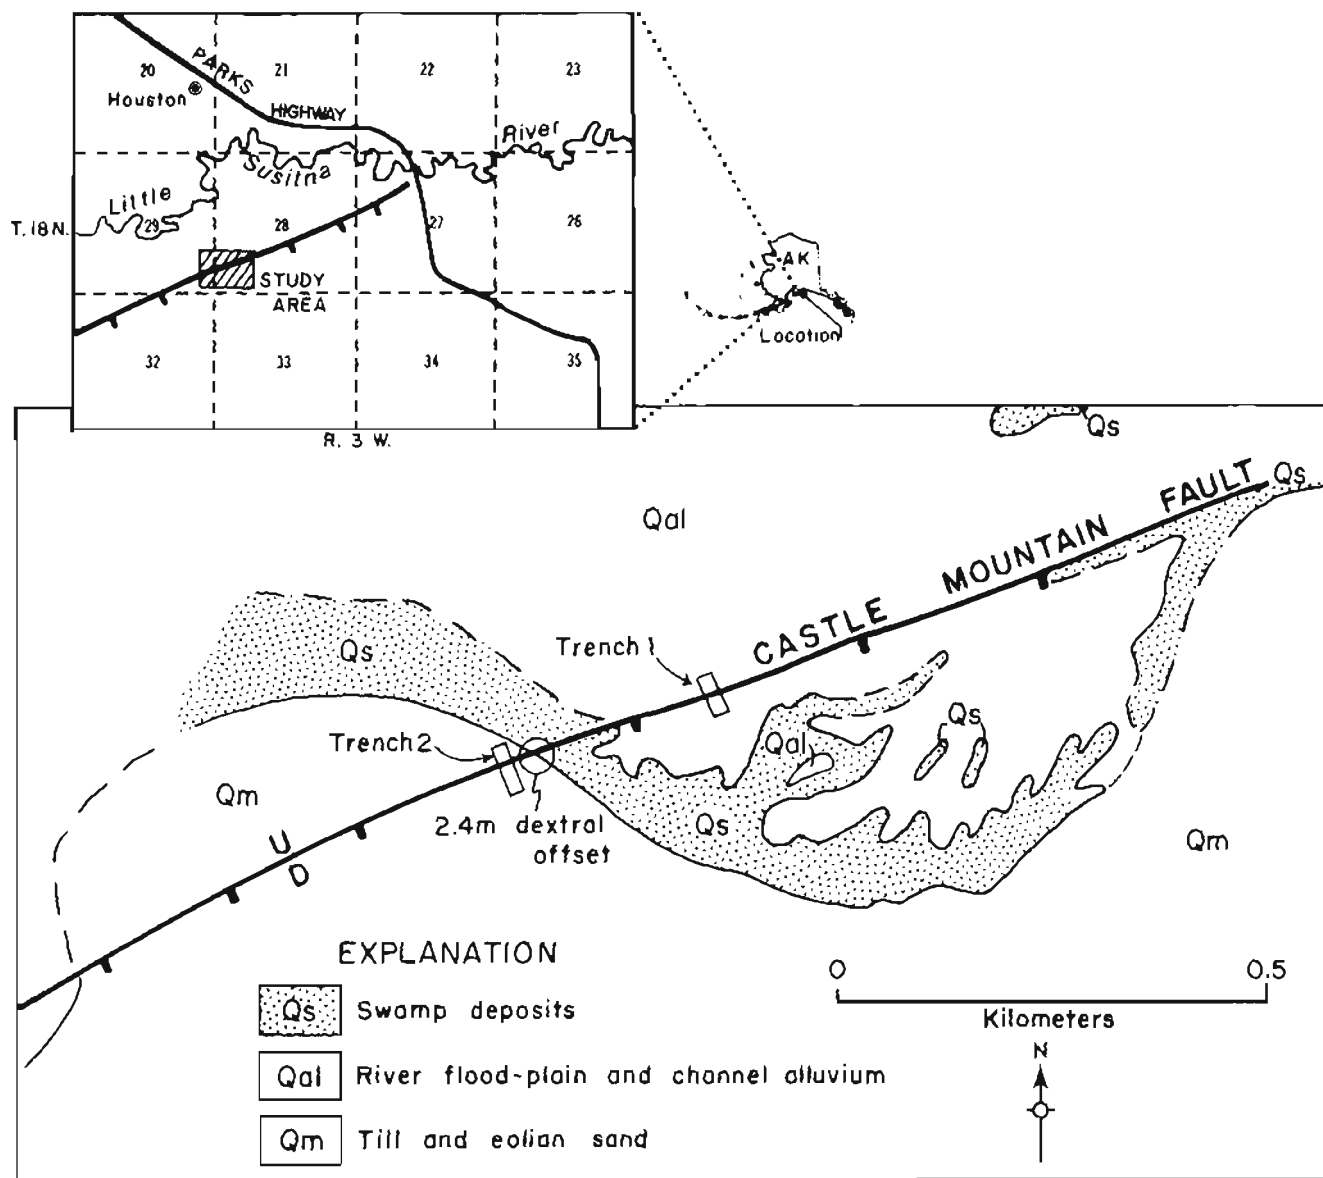 20
21
22
23
PARKS
HIGHWAY
Houston
River
Susitna
Little
T. 18 N.
29
28
27
26
STUDY
AREA
32
33
34
35
R. 3 W.
AK
Location
Qs
Qs
CASTLE MOUNTAIN FAULT
Qal
Qs
Trench 1
Trench 2
Qs
Qal
Qm
Qs
Qm
2.4m dextral
offset
U
D
EXPLANATION
Qs Swamp deposits
Qal River flood-plain and channel alluvium
Qm Till and eolian sand
0 0.5
Kilometers
N